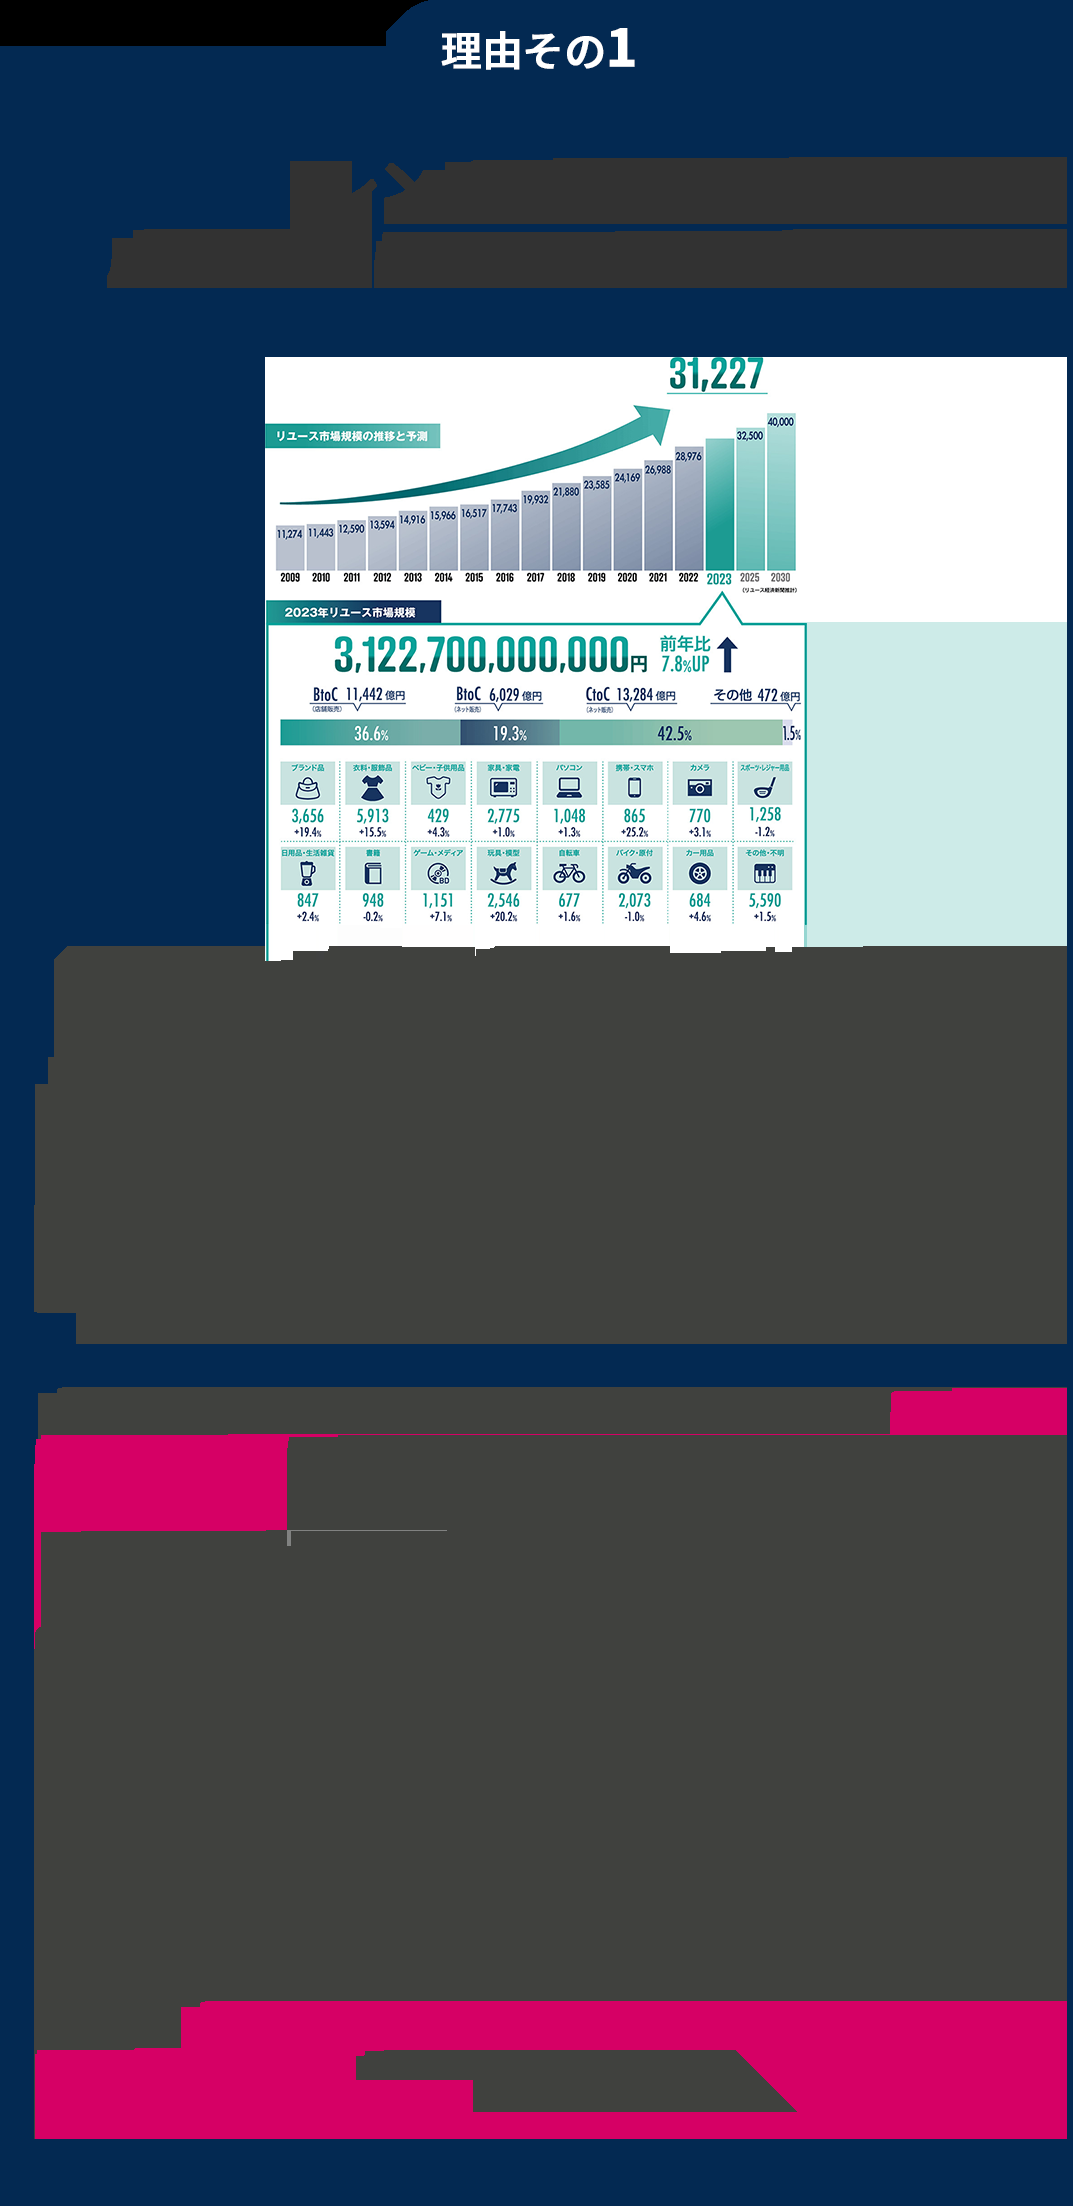 理由その1
31,227
リユース市場規模の推移と予測
11,274 11,443 12,590 13,594 14,916 15,966 16,517 17,743 19,932 21,880 23,585 24,169 26,988 28,976 32,500 40,000
2009 2010 2011 2012 2013 2014 2015 2016 2017 2018 2019 2020 2021 2022 2023 2025 2030
(リユース経済新聞推計)
2023年リユース市場規模
3,122,700,000,000円 前年比 7.8%UP
BtoC 11,442 億円 BtoC 6,029 億円 CtoC 13,284 億円 その他 472 億円
(店舗販売) (ネット販売) (ネット販売)
36.6% 19.3% 42.5% 1.5%
ブランド品 衣料・服飾品 ベビー・子供用品 家具・家電 パソコン 携帯・スマホ カメラ スポーツ・レジャー用品
3,656 5,913 429 2,775 1,048 865 770 1,258
+19.4% +15.5% +4.3% +1.0% +1.3% +25.2% +3.1% -1.2%
日用品・生活雑貨 書籍 ゲーム・メディア 玩具・模型 自転車 バイク・原付 カー用品 その他・不明
BD
847 948 1,151 2,546 677 2,073 684 5,590
+2.4% -0.2% +7.1% +20.2% +1.6% -1.0% +4.6% +1.5%